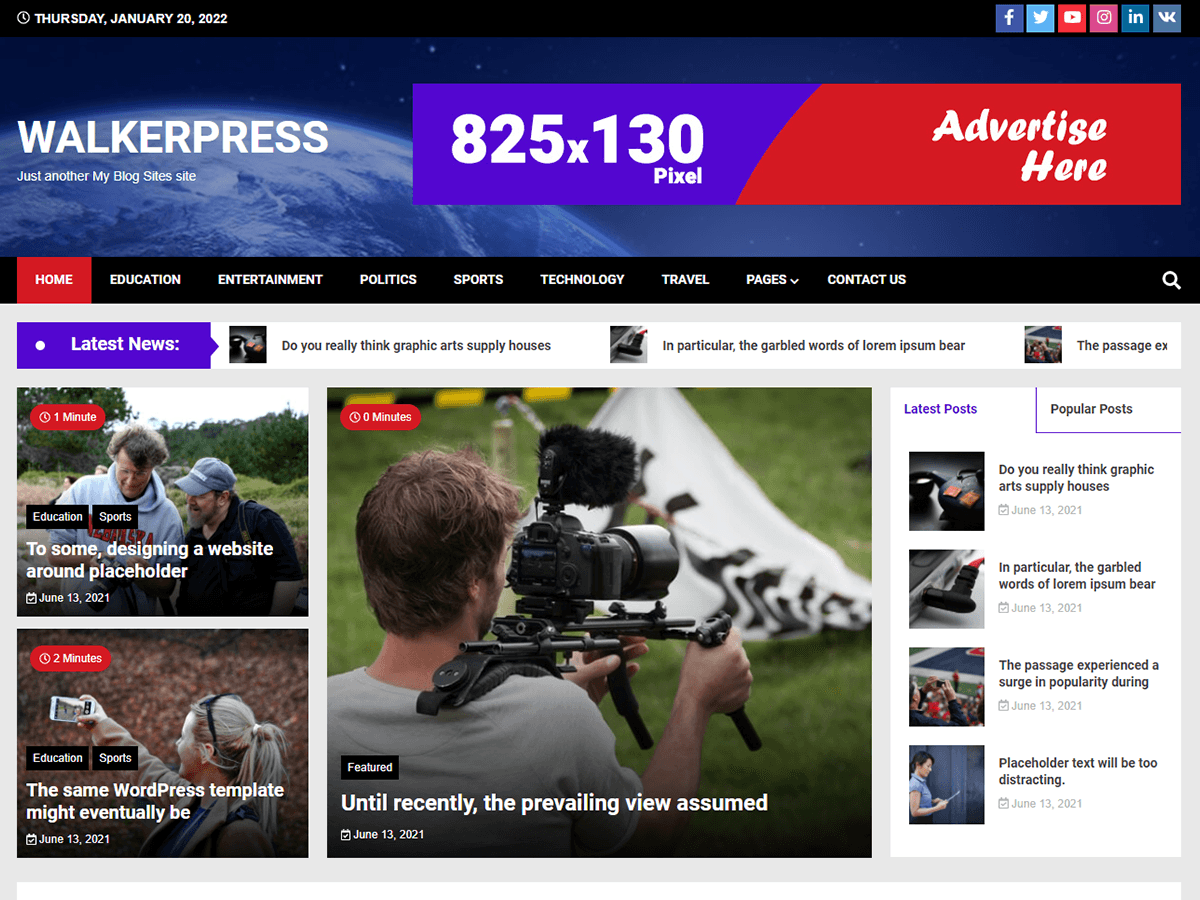 THURSDAY, JANUARY 20, 2022
WALKERPRESS
Just another My Blog Sites site
825x130
Pixel
Advertise
Here
HOME
EDUCATION
ENTERTAINMENT
POLITICS
SPORTS
TECHNOLOGY
TRAVEL
PAGES
CONTACT US
Latest News:
Do you really think graphic arts supply houses
In particular, the garbled words of lorem ipsum bear
The passage ex
1 Minute
Education
Sports
To some, designing a website
around placeholder
June 13, 2021
2 Minutes
Education
Sports
The same WordPress template
might eventually be
June 13, 2021
0 Minutes
Featured
Until recently, the prevailing view assumed
June 13, 2021
Latest Posts
Popular Posts
Do you really think graphic
arts supply houses
June 13, 2021
In particular, the garbled
words of lorem ipsum bear
June 13, 2021
The passage experienced a
surge in popularity during
June 13, 2021
Placeholder text will be too
distracting.
June 13, 2021